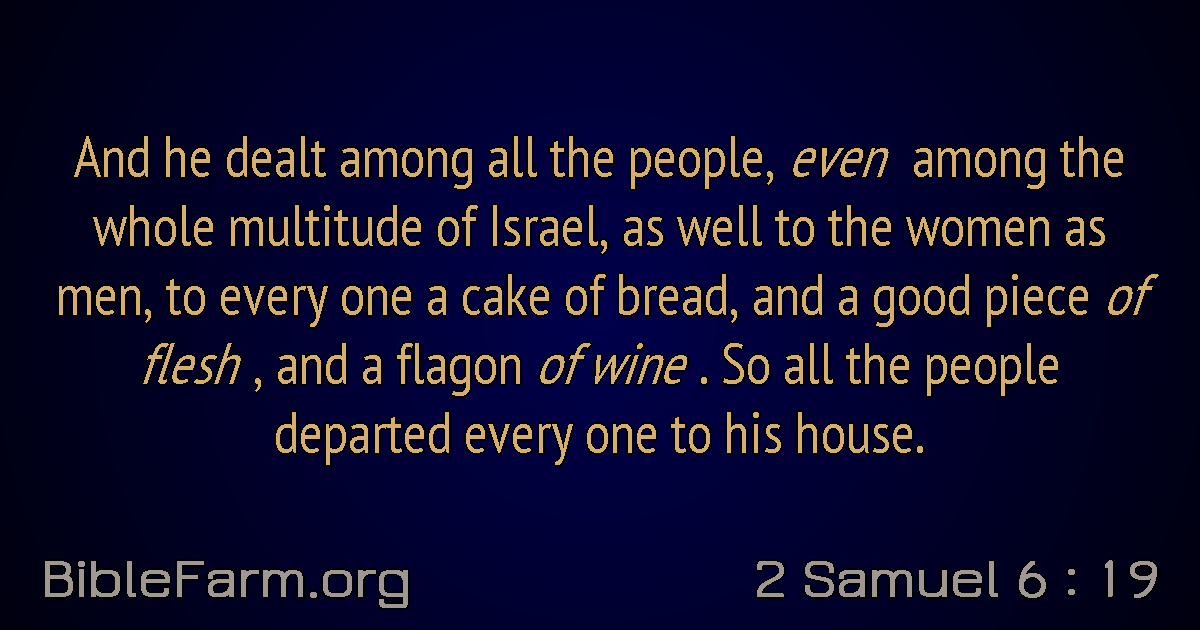 And he dealt among all the people, even among the
whole multitude of Israel, as well to the women as
men, to every one a cake of bread, and a good piece of
flesh , and a flagon of wine . So all the people
departed every one to his house.
BibleFarm.org
2 Samuel 6 : 19